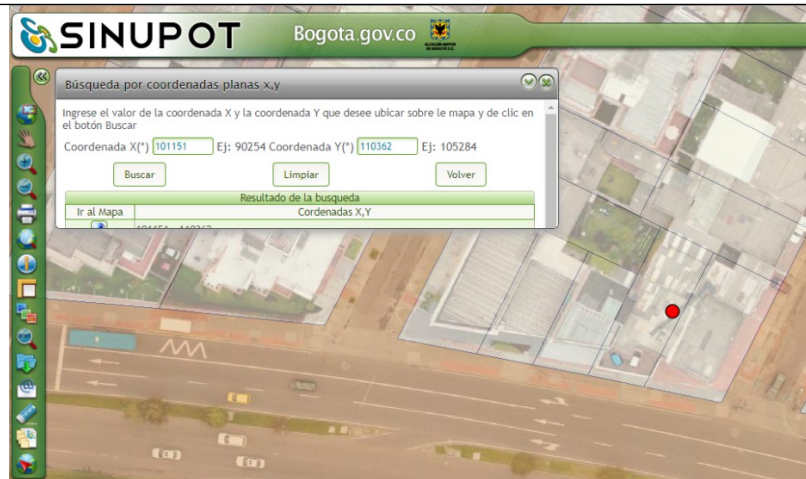 SINUPOT
Bogota.gov.co
Búsqueda por coordenadas planas x,y
Ingrese el valor de la coordenada X y la coordenada Y que desee ubicar sobre le mapa y de clic en
el botón Buscar
Coordenada X(*) 101151 Ej: 90254 Coordenada Y(*) 110362 Ej: 105284
Buscar Limpiar Volver
Resultado de la busqueda
Ir al Mapa Cordenadas X,Y